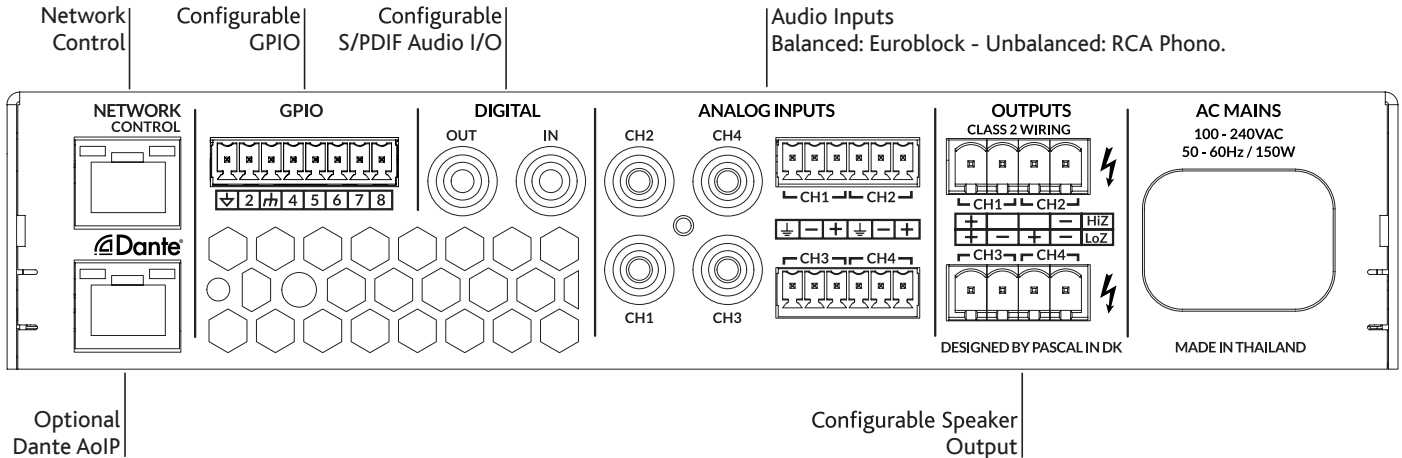 Network
Control
Configurable
GPIO
Configurable
S/PDIF Audio I/O
Audio Inputs
Balanced: Euroblock - Unbalanced: RCA Phono.
NETWORK
CONTROL
GPIO
DIGITAL
OUT IN
ANALOG INPUTS
CH2 CH4
OUTPUTS
CLASS 2 WIRING
AC MAINS
100 - 240VAC
50 - 60Hz / 150W
2 4 5 6 7 8
CH1 CH2
CH1 CH2
+ − HiZ
+ − + − LoZ
− + − +
Dante
CH3 CH4
CH3 CH4
CH1 CH3
DESIGNED BY PASCAL IN DK
MADE IN THAILAND
Optional
Dante AoIP
Configurable Speaker
Output